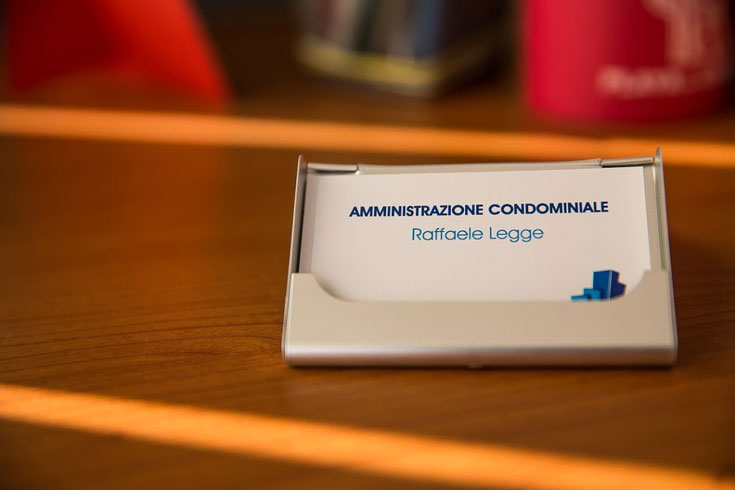 AMMINISTRAZIONE CONDOMINIALE
Raffaele Legge